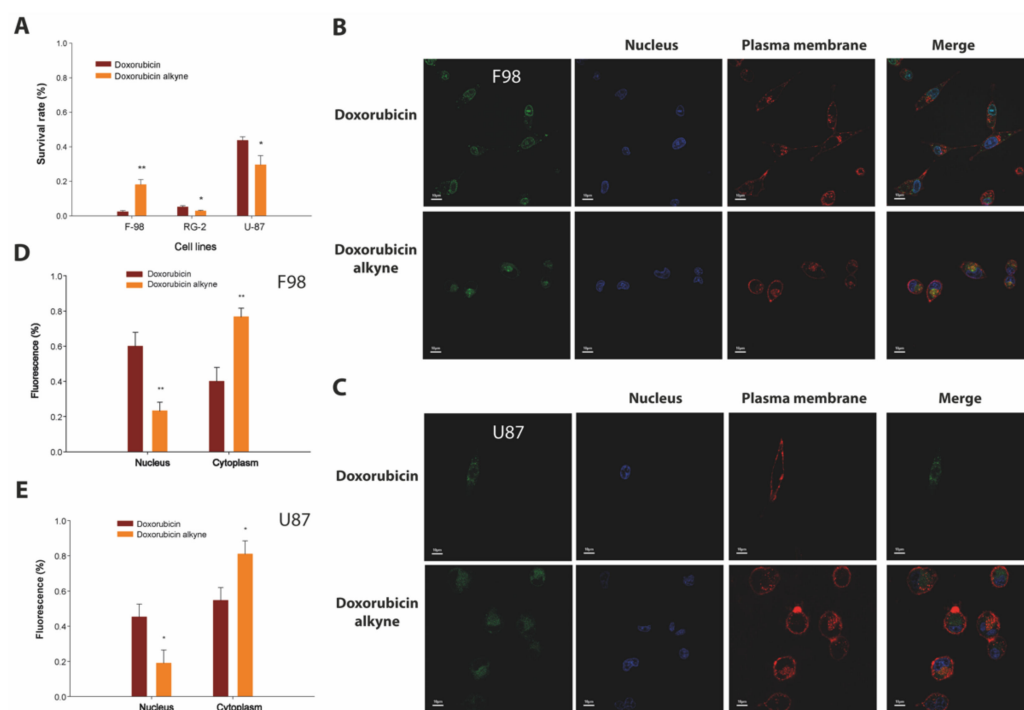 A
1.0
0.8
0.6
0.4
0.2
0.0
Survival rate (%)
Doxorubicin
Doxorubicin alkyne
**
*
*
F-98 RG-2 U-87
Cell lines
B
Nucleus Plasma membrane Merge
Doxorubicin
F98
Doxorubicin
alkyne
D
F98
Doxorubicin
Doxorubicin alkyne
1.0
0.8
0.6
0.4
0.2
0.0
Fluorescence (%)
**
**
Nucleus Cytoplasm
C
Nucleus Plasma membrane Merge
Doxorubicin
U87
Doxorubicin
alkyne
E
U87
Doxorubicin
Doxorubicin alkyne
1.0
0.8
0.6
0.4
0.2
0.0
Fluorescence (%)
*
*
Nucleus Cytoplasm